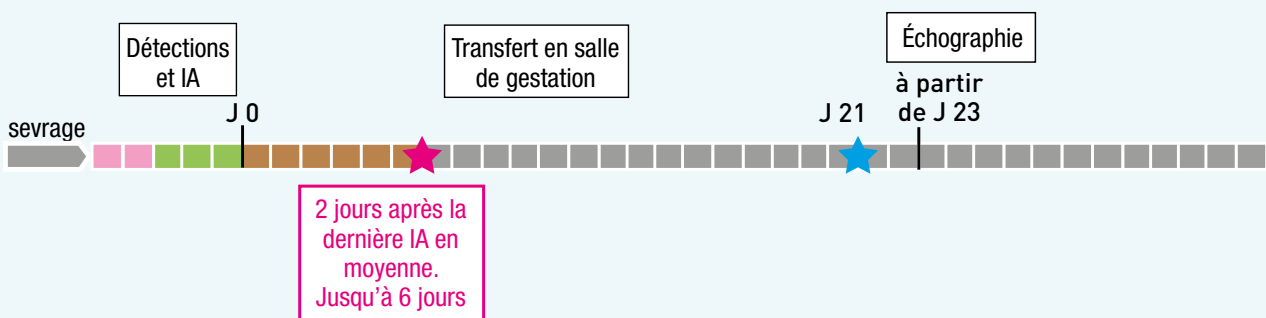 Détections
et IA
Transfert en salle
de gestation
Échographie
à partir
de J 23
J 0
J 21
sevrage
2 jours après la
dernière IA en
moyenne.
Jusqu'à 6 jours